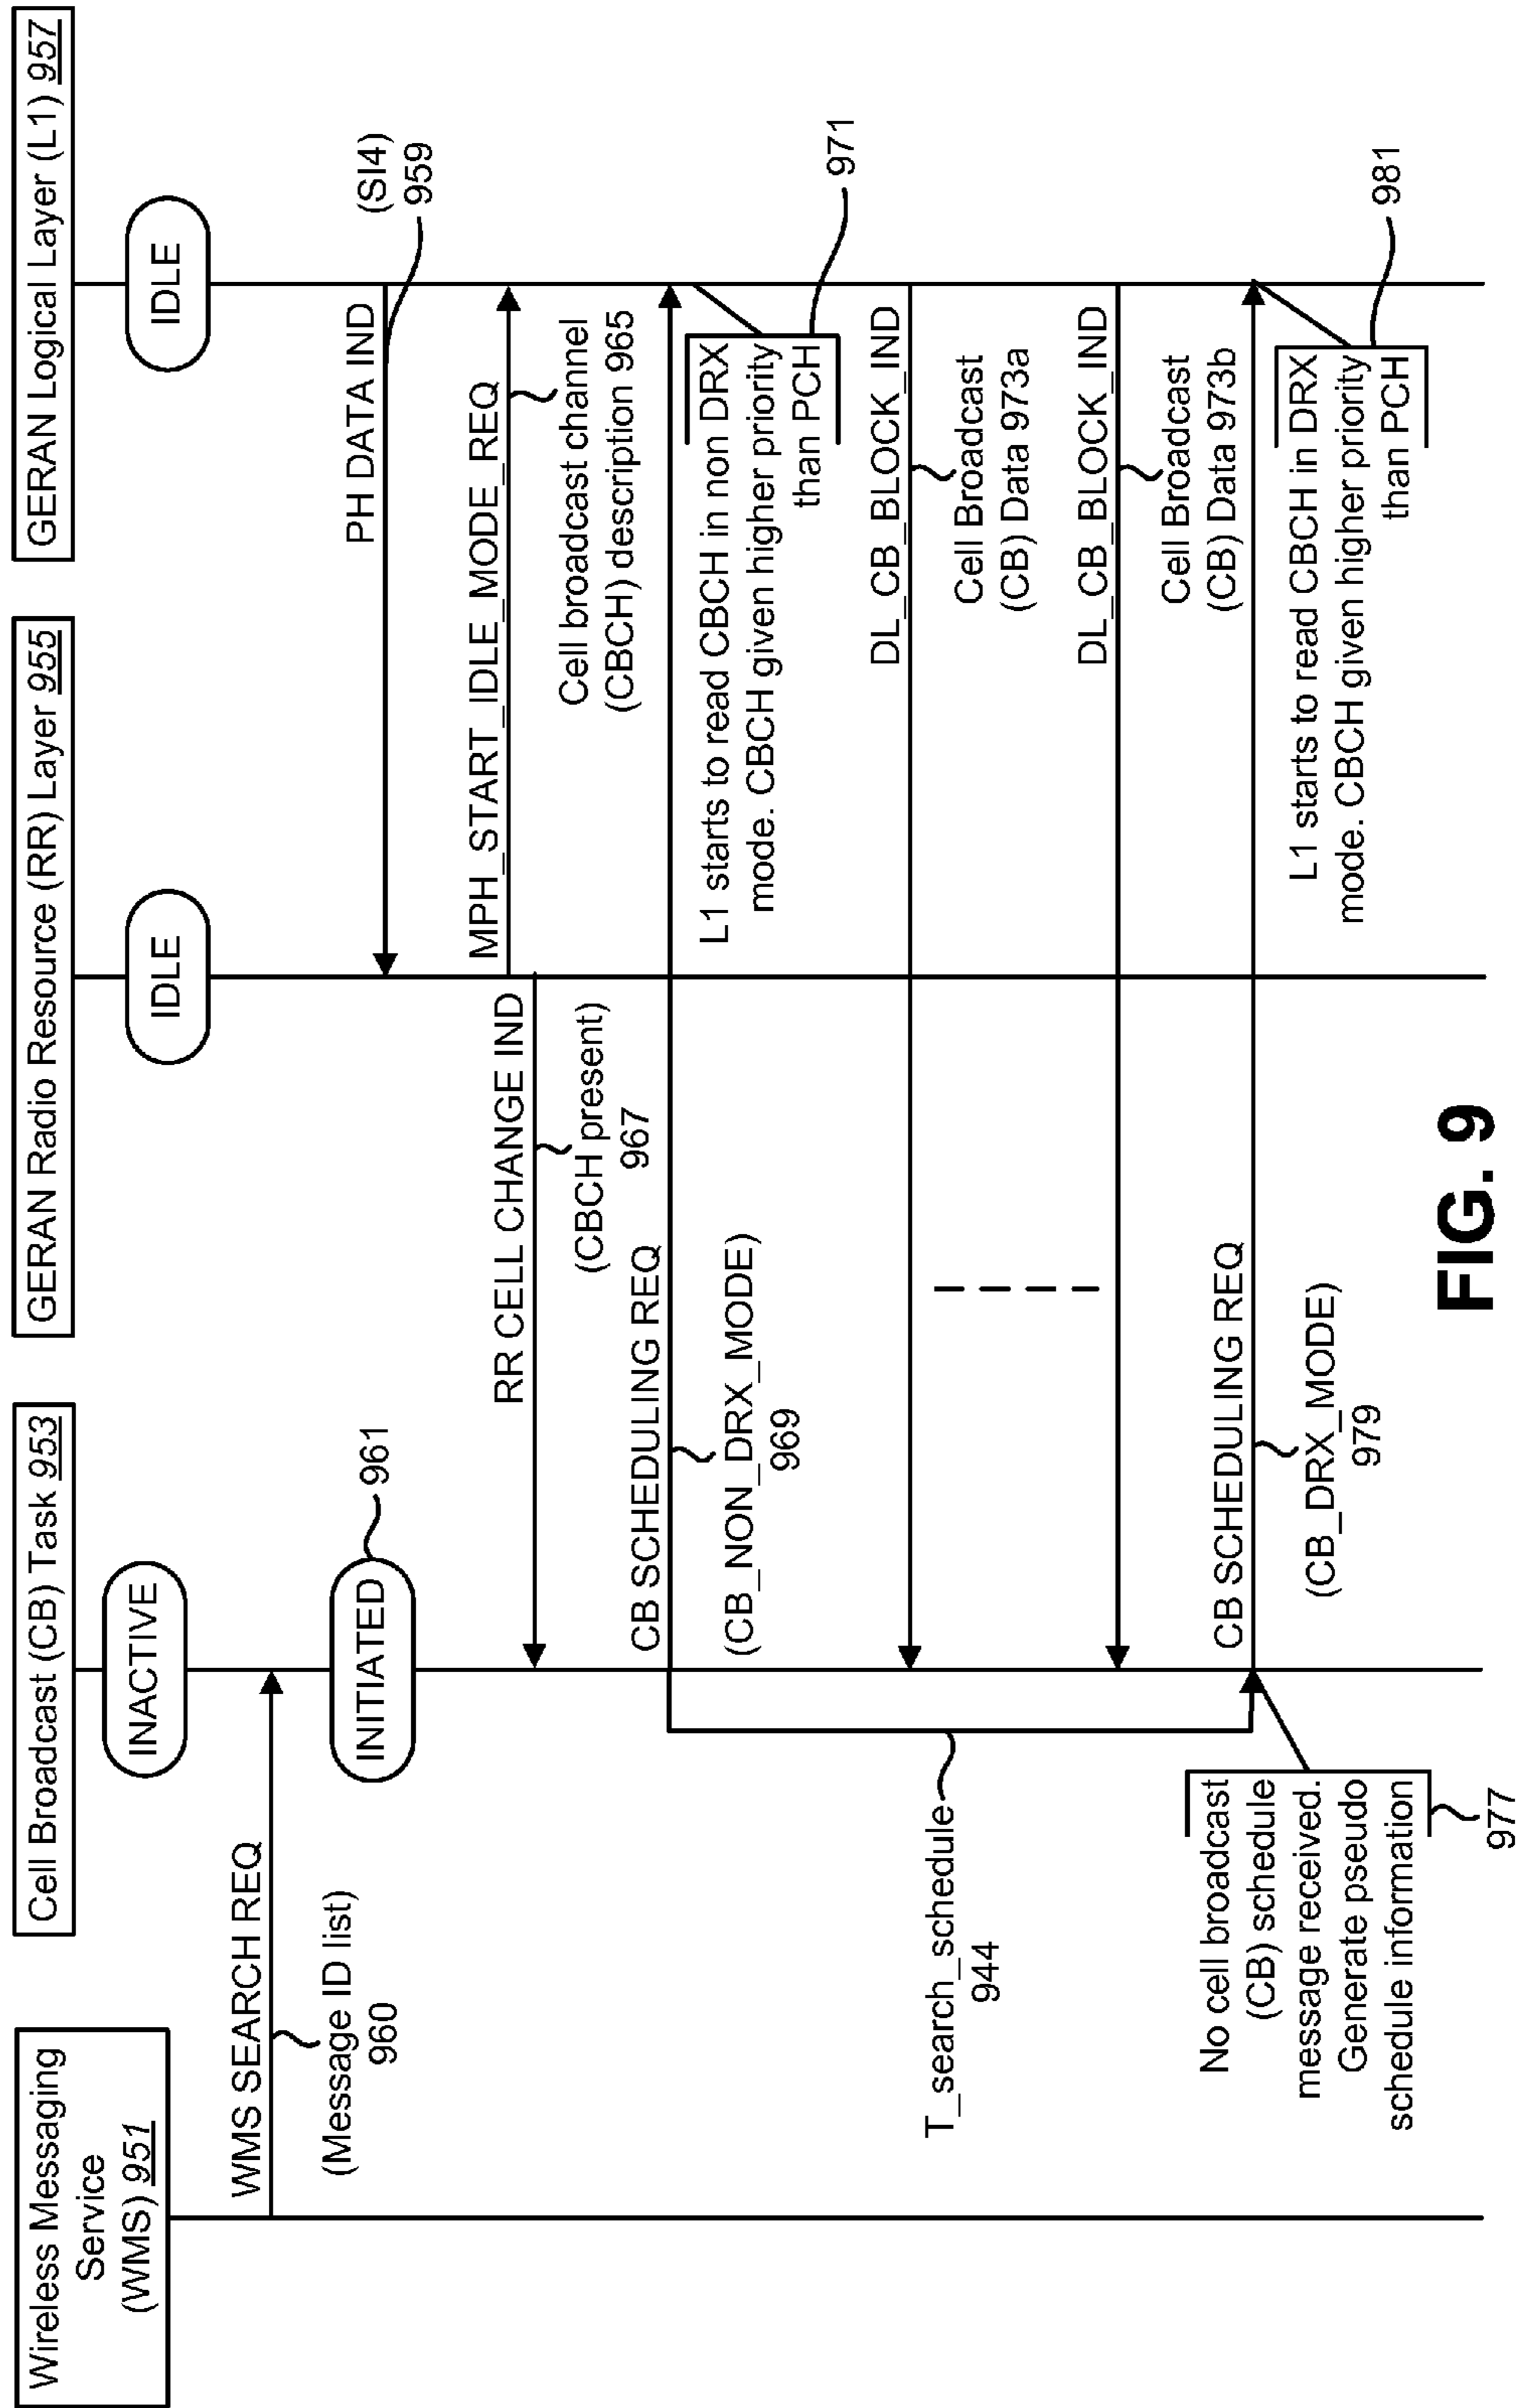 Wireless Messaging
Service
(WMS) 951
Cell Broadcast (CB) Task 953
GERAN Radio Resource (RR) Layer 955
GERAN Logical Layer (L1) 957
INACTIVE
IDLE
IDLE
WMS SEARCH REQ
(Message ID list)
960
INITIATED
961
PH DATA IND
(SI4)
959
MPH_START_IDLE_MODE_REQ
Cell broadcast channel
(CBCH) description 965
RR CELL CHANGE IND
(CBCH present)
967
CB SCHEDULING REQ
(CB_NON_DRX_MODE)
969
L1 starts to read CBCH in non DRX
mode. CBCH given higher priority
than PCH
971
DL_CB_BLOCK_IND
Cell Broadcast
(CB) Data 973a
T_search_schedule
944
DL_CB_BLOCK_IND
Cell Broadcast
(CB) Data 973b
CB SCHEDULING REQ
(CB_DRX_MODE)
979
No cell broadcast
(CB) schedule
message received.
Generate pseudo
schedule information
977
L1 starts to read CBCH in DRX
mode. CBCH given higher priority
than PCH
981
FIG. 9